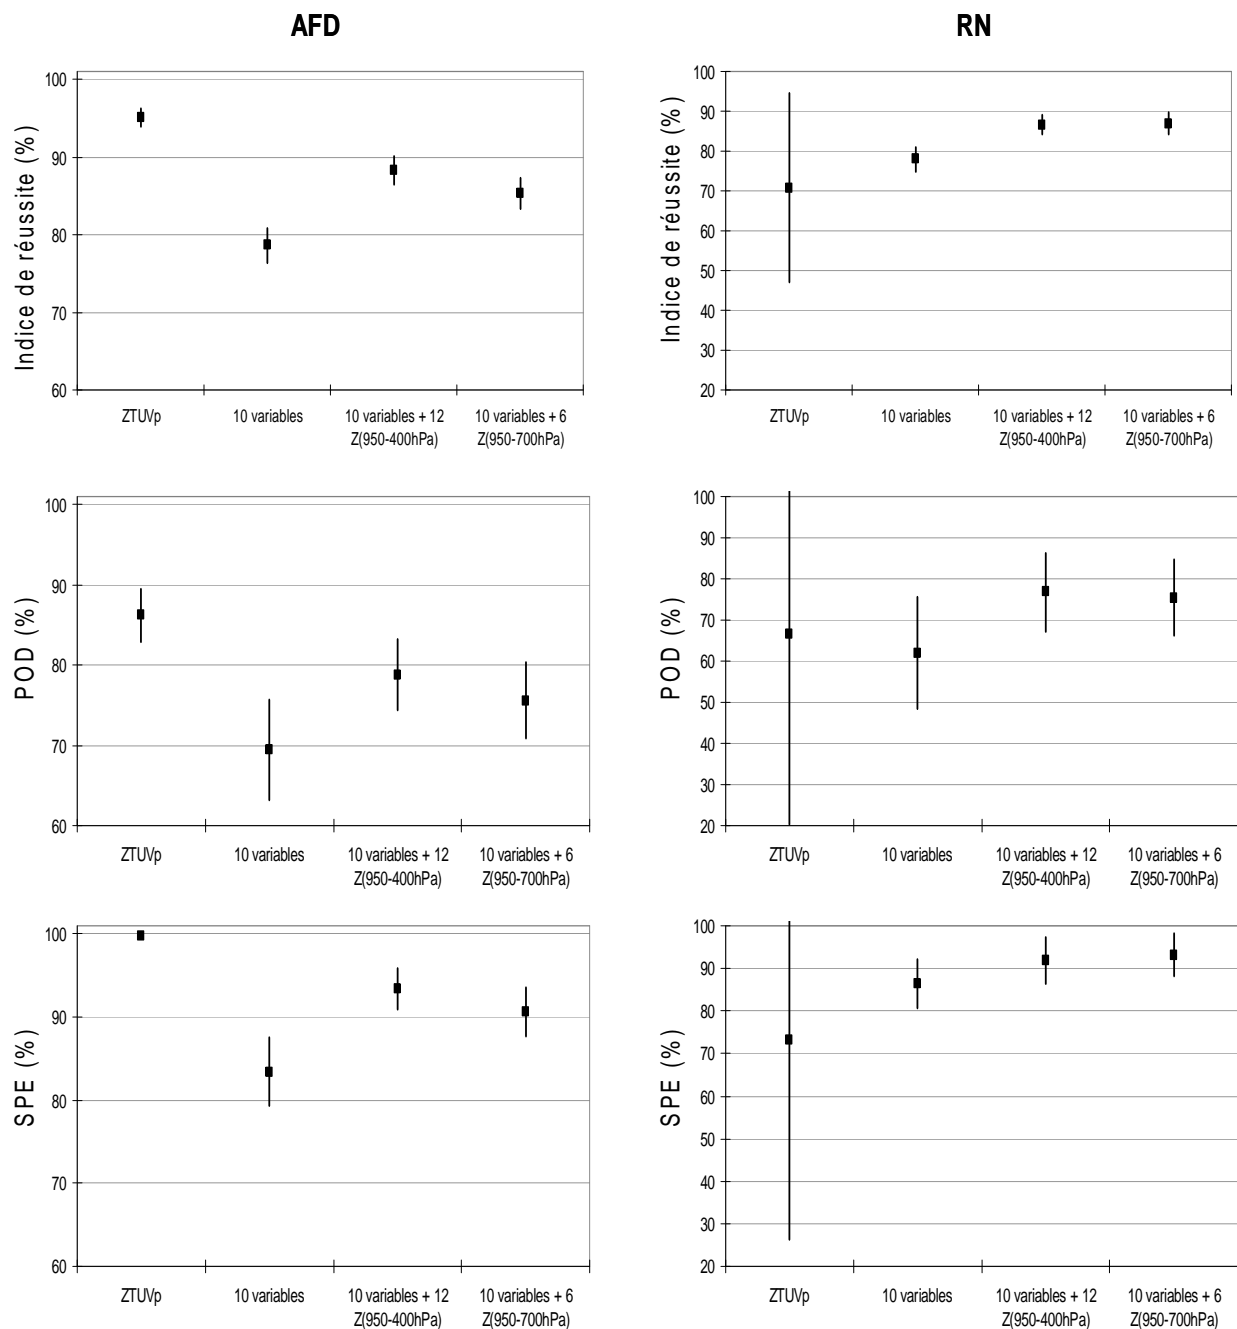 AFD
RN
Indice de réussite (%)
100
90
80
70
60
ZTUVp
10 variables
10 variables + 12
Z(950-400hPa)
10 variables + 6
Z(950-700hPa)
Indice de réussite (%)
100
90
80
70
60
50
40
30
20
ZTUVp
10 variables
10 variables + 12
Z(950-400hPa)
10 variables + 6
Z(950-700hPa)
POD (%)
100
90
80
70
60
ZTUVp
10 variables
10 variables + 12
Z(950-400hPa)
10 variables + 6
Z(950-700hPa)
POD (%)
100
90
80
70
60
50
40
30
20
ZTUVp
10 variables
10 variables + 12
Z(950-400hPa)
10 variables + 6
Z(950-700hPa)
SPE (%)
100
90
80
70
60
ZTUVp
10 variables
10 variables + 12
Z(950-400hPa)
10 variables + 6
Z(950-700hPa)
SPE (%)
100
90
80
70
60
50
40
30
20
ZTUVp
10 variables
10 variables + 12
Z(950-400hPa)
10 variables + 6
Z(950-700hPa)